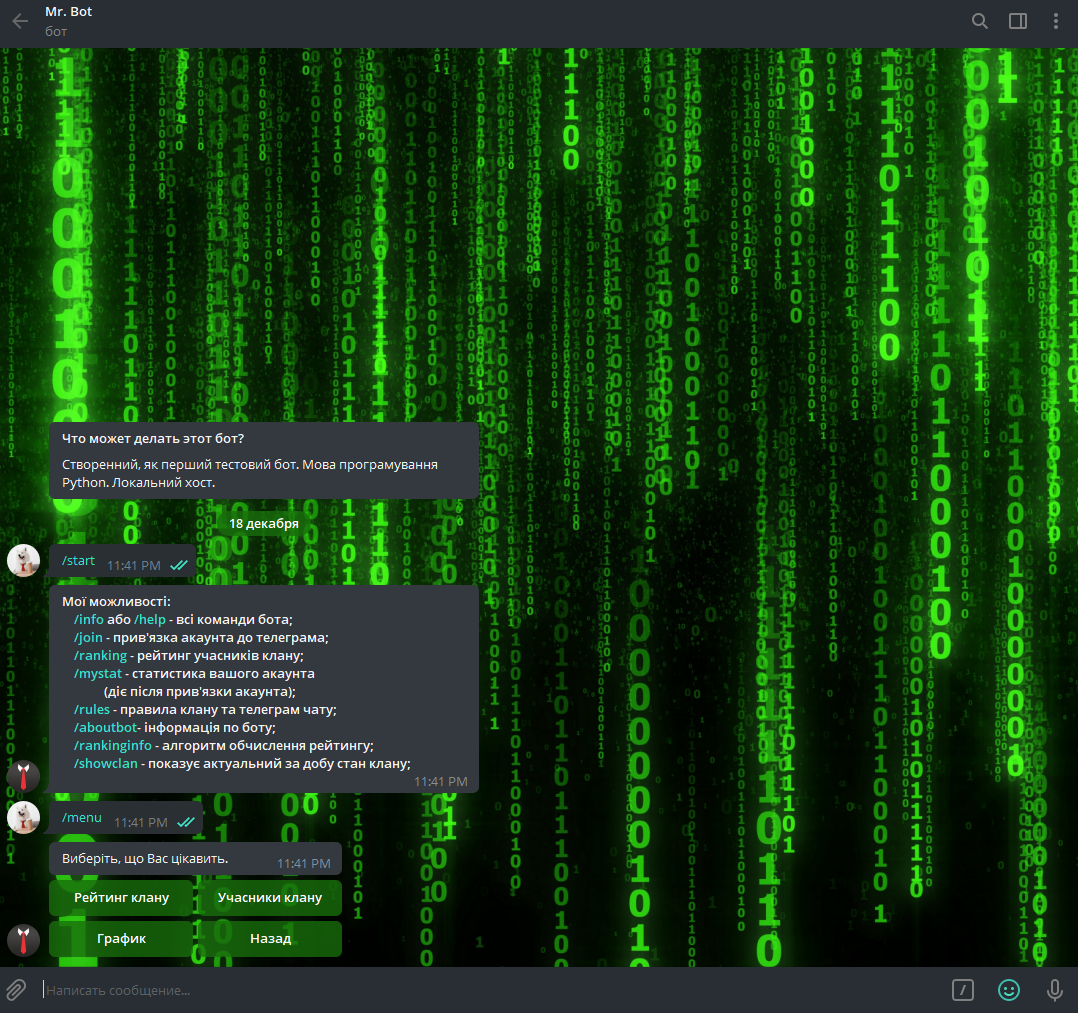 Mr. Bot
бот
Что может делать этот бот?
Створенний, як перший тестовий бот. Мова програмування
Python. Локальний хост.
18 декабря
/start 11:41 PM
Мої можливості:
/info або /help - всі команди бота;
/join - прив'язка акаунта до телеграма;
/ranking - рейтинг учасників клану;
/mystat - статистика вашого акаунта
(діє після прив'язки акаунта);
/rules - правила клану та телеграм чату;
/aboutbot- інформація по боту;
/rankinginfo - алгоритм обчислення рейтингу;
/showclan - показує актуальний за добу стан клану;
11:41 PM
/menu 11:41 PM
Виберіть, що Вас цікавить. 11:41 PM
Рейтинг клану Учасники клану
График Назад
Написать сообщение...